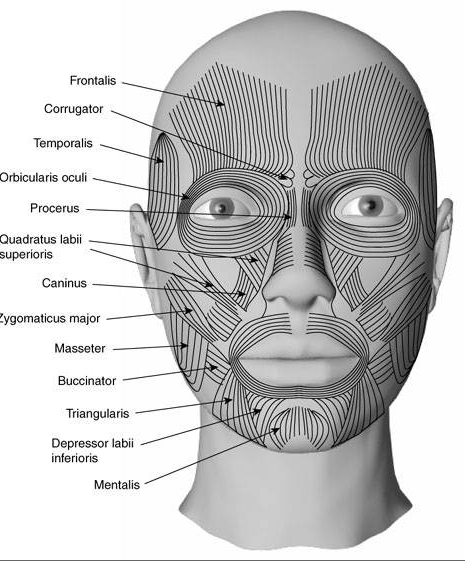 Frontalis
Corrugator
Temporalis
Orbicularis oculi
Procerus
Quadratus labii
superioris
Caninus
Zygomaticus major
Masseter
Buccinator
Triangularis
Depressor labii
inferioris
Mentalis